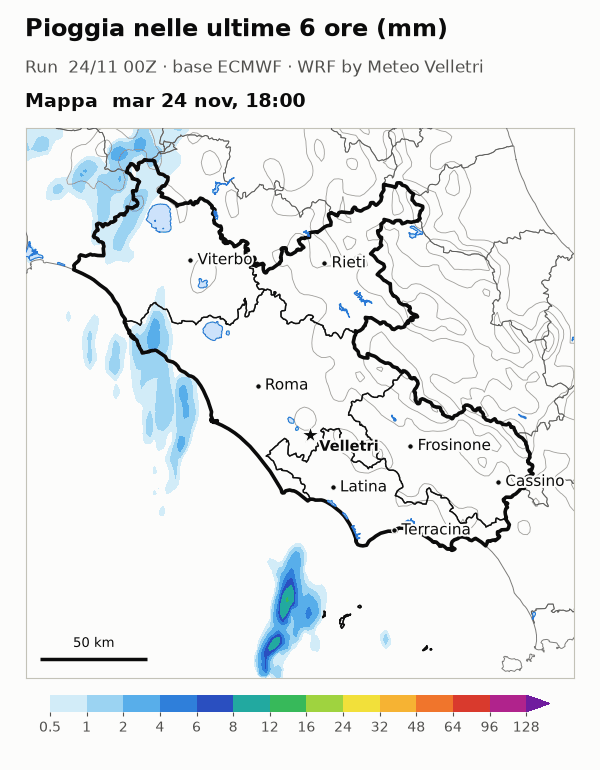 Pioggia nelle ultime 6 ore (mm)
Run 24/11 00Z · base ECMWF · WRF by Meteo Velletri
Mappa mar 24 nov, 18:00
Viterbo
Rieti
Roma
Velletri
Frosinone
Cassino
Latina
Terracina
50 km
0.5 1 2 4 6 8 12 16 24 32 48 64 96 128